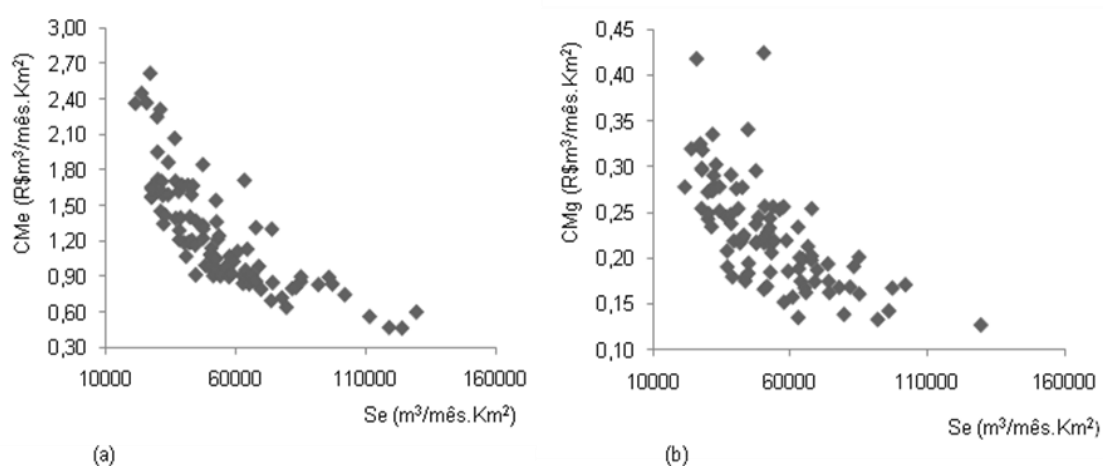 CMe (R$m³/mês.Km²)
3,00
2,70
2,40
2,10
1,80
1,50
1,20
0,90
0,60
0,30
10000 60000 110000 160000
Se (m³/mês.Km²)
(a)
CMg (R$m³/mês.Km²)
0,45
0,40
0,35
0,30
0,25
0,20
0,15
0,10
10000 60000 110000 160000
Se (m³/mês.Km²)
(b)